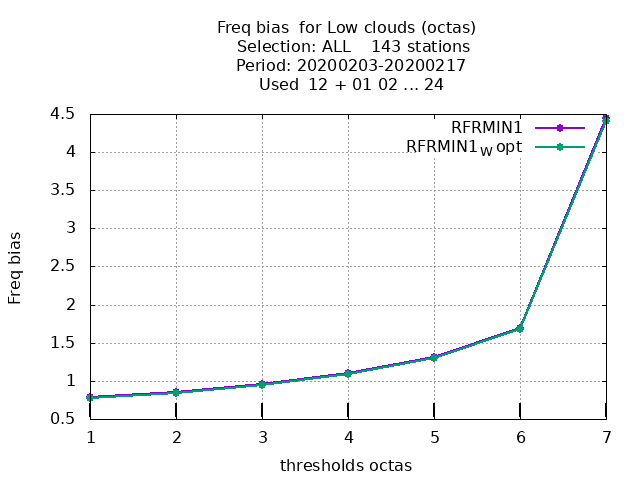 Freq bias for Low clouds (octas)
Selection: ALL 143 stations
Period: 20200203-20200217
Used 12 + 01 02 ... 24
4.5
4
3.5
3
2.5
2
1.5
1
0.5
Freq bias
RFRMIN1
RFRMIN1W opt
1 2 3 4 5 6 7
thresholds octas